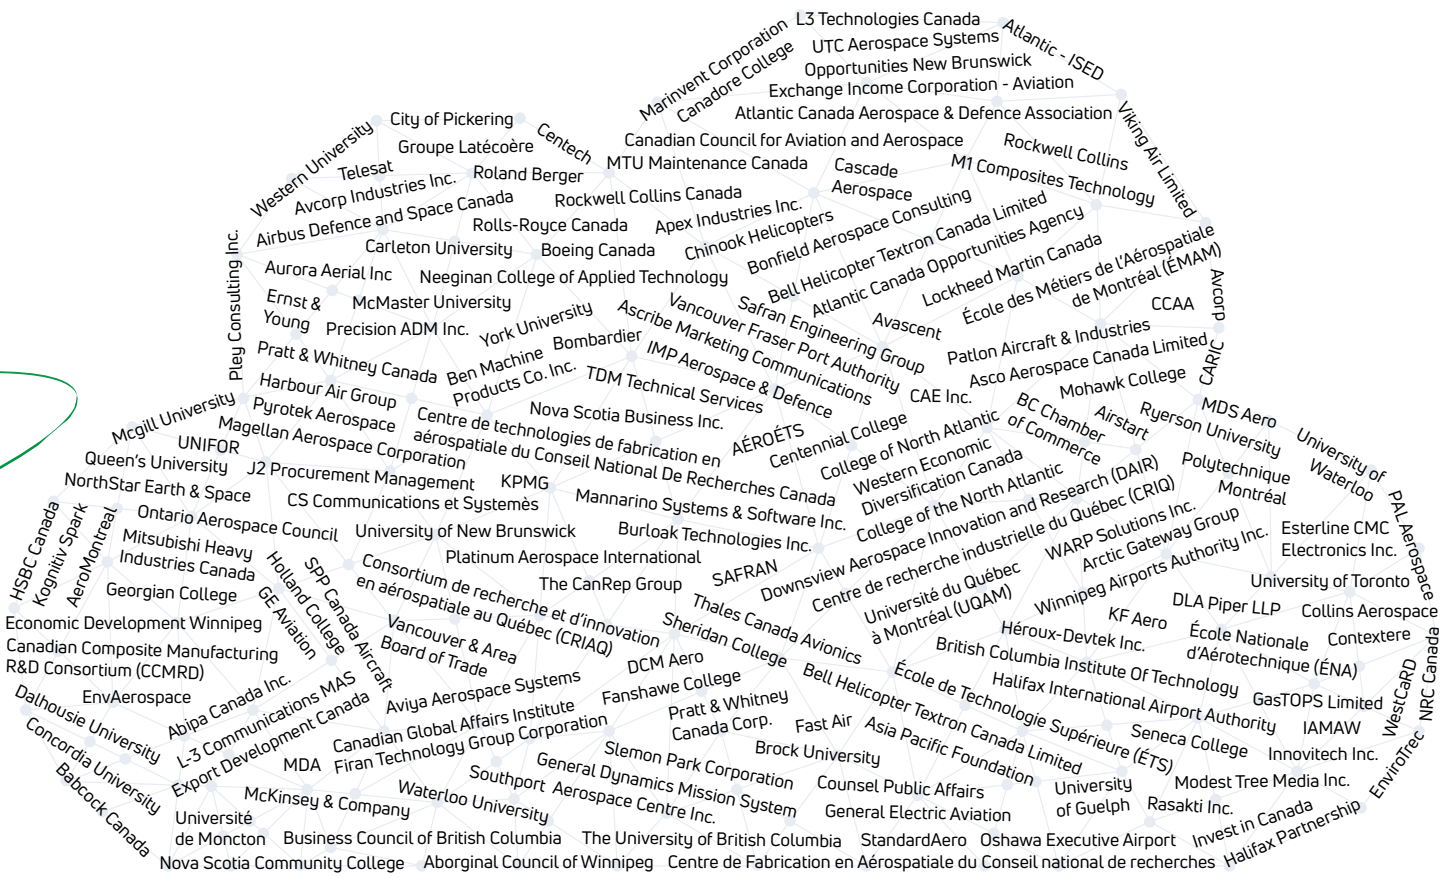 L3 Technologies Canada
Marinvent Corporation
Canadore College
UTC Aerospace Systems
Atlantic - ISED
Opportunities New Brunswick
Exchange Income Corporation - Aviation
Atlantic Canada Aerospace & Defence Association
Viking Air Limited
City of Pickering
Western University
Centech
Groupe Latécoère
Canadian Council for Aviation and Aerospace
Rockwell Collins
Telesat
Roland Berger
MTU Maintenance Canada
Cascade
Aerospace
M1 Composites Technology
Avcorp Industries Inc.
Rockwell Collins Canada
Airbus Defence and Space Canada
Rolls-Royce Canada
Apex Industries Inc.
Chinook Helicopters
Bonfield Aerospace Consulting
Bell Helicopter Textron Canada Limited
Atlantic Canada Opportunities Agency
Lockheed Martin Canada
École des Métiers de l'Aérospatiale
de Montréal (ÉMAM)
Pley Consulting Inc.
Carleton University
Boeing Canada
Aurora Aerial Inc
Neeginan College of Applied Technology
Avcorp
CCAA
Ernst &
Young
McMaster University
Precision ADM Inc.
York University
Ascribe Marketing Communications
Vancouver Fraser Port Authority
Safran Engineering Group
Avascent
Patlon Aircraft & Industries
Asco Aerospace Canada Limited
CARIC
Pratt & Whitney Canada
Ben Machine
Products Co. Inc.
Bombardier
IMP Aerospace & Defence
TDM Technical Services
CAE Inc.
Mohawk College
Harbour Air Group
Mcgill University
Pyrotek Aerospace
Nova Scotia Business Inc.
AÉROÉTS
Centennial College
College of North Atlantic
BC Chamber
of Commerce
Airstart
Ryerson University
MDS Aero
University of
Waterloo
Magellan Aerospace Corporation
Centre de technologies de fabrication en
aérospatiale du Conseil National De Recherches Canada
UNIFOR
Queen's University
J2 Procurement Management
KPMG
Western Economic
Diversification Canada
College of the North Atlantic
Polytechnique
Montréal
NorthStar Earth & Space
CS Communications et Systemès
Mannarino Systems & Software Inc.
Downsview Aerospace Innovation and Research (DAIR)
Centre de recherche industrielle du Québec (CRIQ)
WARP Solutions Inc.
Arctic Gateway Group
Winnipeg Airports Authority Inc.
Esterline CMC
Electronics Inc.
PAL Aerospace
HSBC Canada
Kognitiv Spark
AeroMontreal
Ontario Aerospace Council
University of New Brunswick
Burloak Technologies Inc.
Mitsubishi Heavy
Industries Canada
Holland College
SPP Canada Aircraft
Platinum Aerospace International
The CanRep Group
SAFRAN
Université du Québec
à Montréal (UQAM)
University of Toronto
Georgian College
GE Aviation
Consortium de recherche et d'innovation
en aérospatiale au Québec (CRIAQ)
Thales Canada Avionics
Sheridan College
KF Aero
DLA Piper LLP
Collins Aerospace
Economic Development Winnipeg
Vancouver & Area
Board of Trade
Héroux-Devtek Inc.
École Nationale
d'Aérotechnique (ÉNA)
Contextere
NRC Canada
Canadian Composite Manufacturing
R&D Consortium (CCMRD)
DCM Aero
British Columbia Institute Of Technology
WestCaRD
EnvAerospace
Abipa Canada Inc.
L-3 Communications MAS
Export Development Canada
Aviya Aerospace Systems
Fanshawe College
Bell Helicopter Textron Canada Limited
École de Technologie Supérieure (ÉTS)
Halifax International Airport Authority
GasTOPS Limited
Dalhousie University
Concordia University
Babcock Canada
Canadian Global Affairs Institute
Firan Technology Group Corporation
Pratt & Whitney
Canada Corp.
Fast Air
Asia Pacific Foundation
Seneca College
IAMAW
Innovitech Inc.
EnviroTrec
MDA
Slemon Park Corporation
Brock University
General Dynamics Mission System
Southport Aerospace Centre Inc.
Counsel Public Affairs
University
of Guelph
Modest Tree Media Inc.
McKinsey & Company
Waterloo University
General Electric Aviation
Rasakti Inc.
Invest in Canada
Halifax Partnership
Université
de Moncton
Business Council of British Columbia
The University of British Columbia
StandardAero
Oshawa Executive Airport
Nova Scotia Community College
Aborginal Council of Winnipeg
Centre de Fabrication en Aérospatiale du Conseil national de recherches